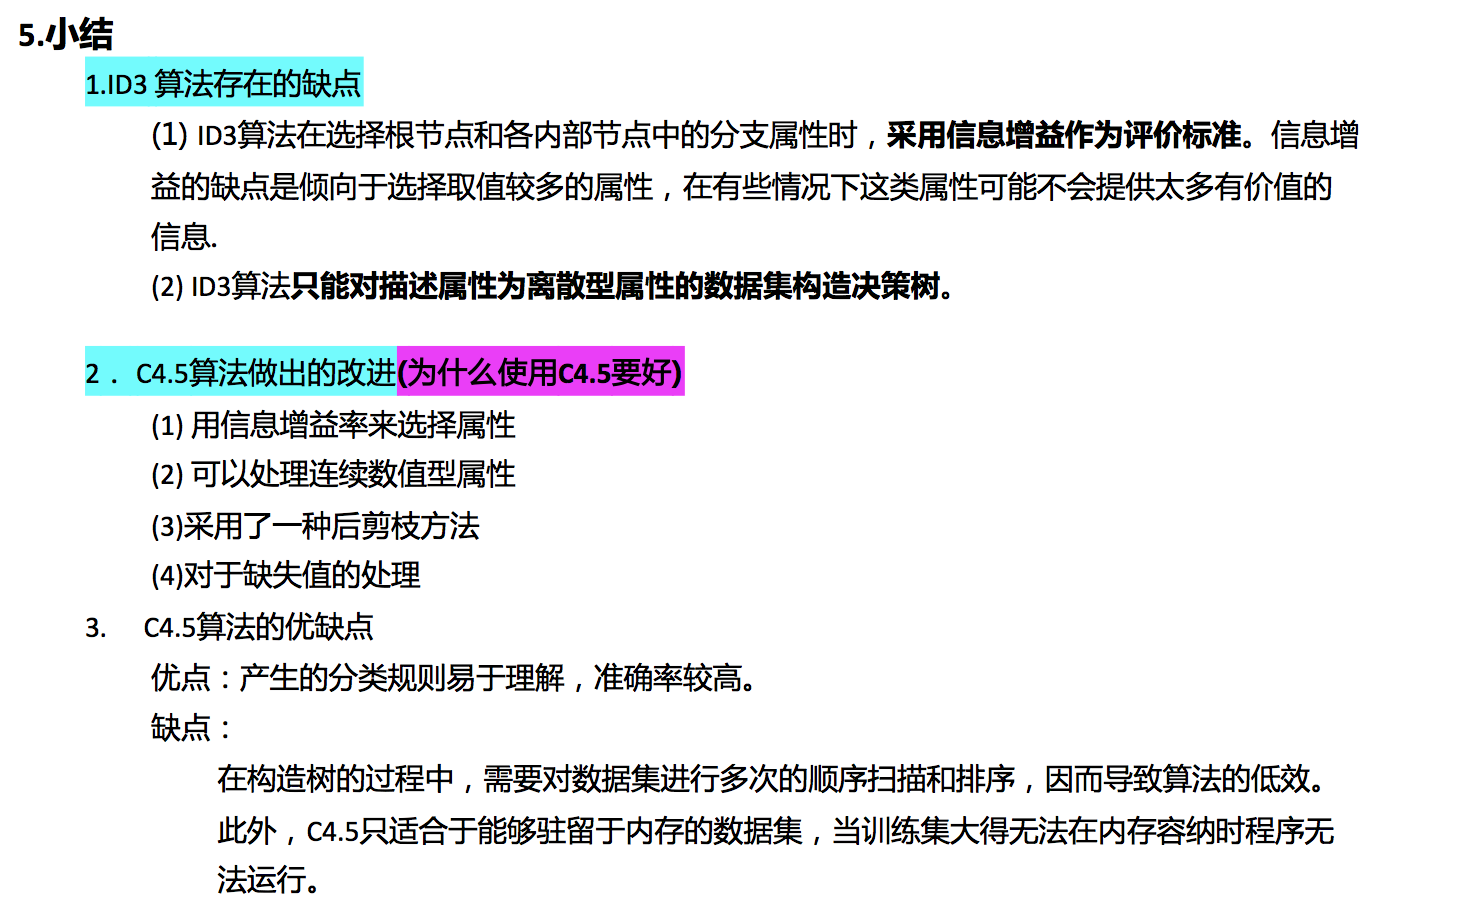 5.小结
1.ID3 算法存在的缺点
(1) ID3算法在选择根节点和各内部节点中的分支属性时，采用信息增益作为评价标准。信息增
益的缺点是倾向于选择取值较多的属性，在有些情况下这类属性可能不会提供太多有价值的
信息.
(2) ID3算法只能对描述属性为离散型属性的数据集构造决策树。
2． C4.5算法做出的改进(为什么使用C4.5要好)
(1) 用信息增益率来选择属性
(2) 可以处理连续数值型属性
(3)采用了一种后剪枝方法
(4)对于缺失值的处理
3. C4.5算法的优缺点
优点：产生的分类规则易于理解，准确率较高。
缺点：
在构造树的过程中，需要对数据集进行多次的顺序扫描和排序，因而导致算法的低效。
此外，C4.5只适合于能够驻留于内存的数据集，当训练集大得无法在内存容纳时程序无
法运行。